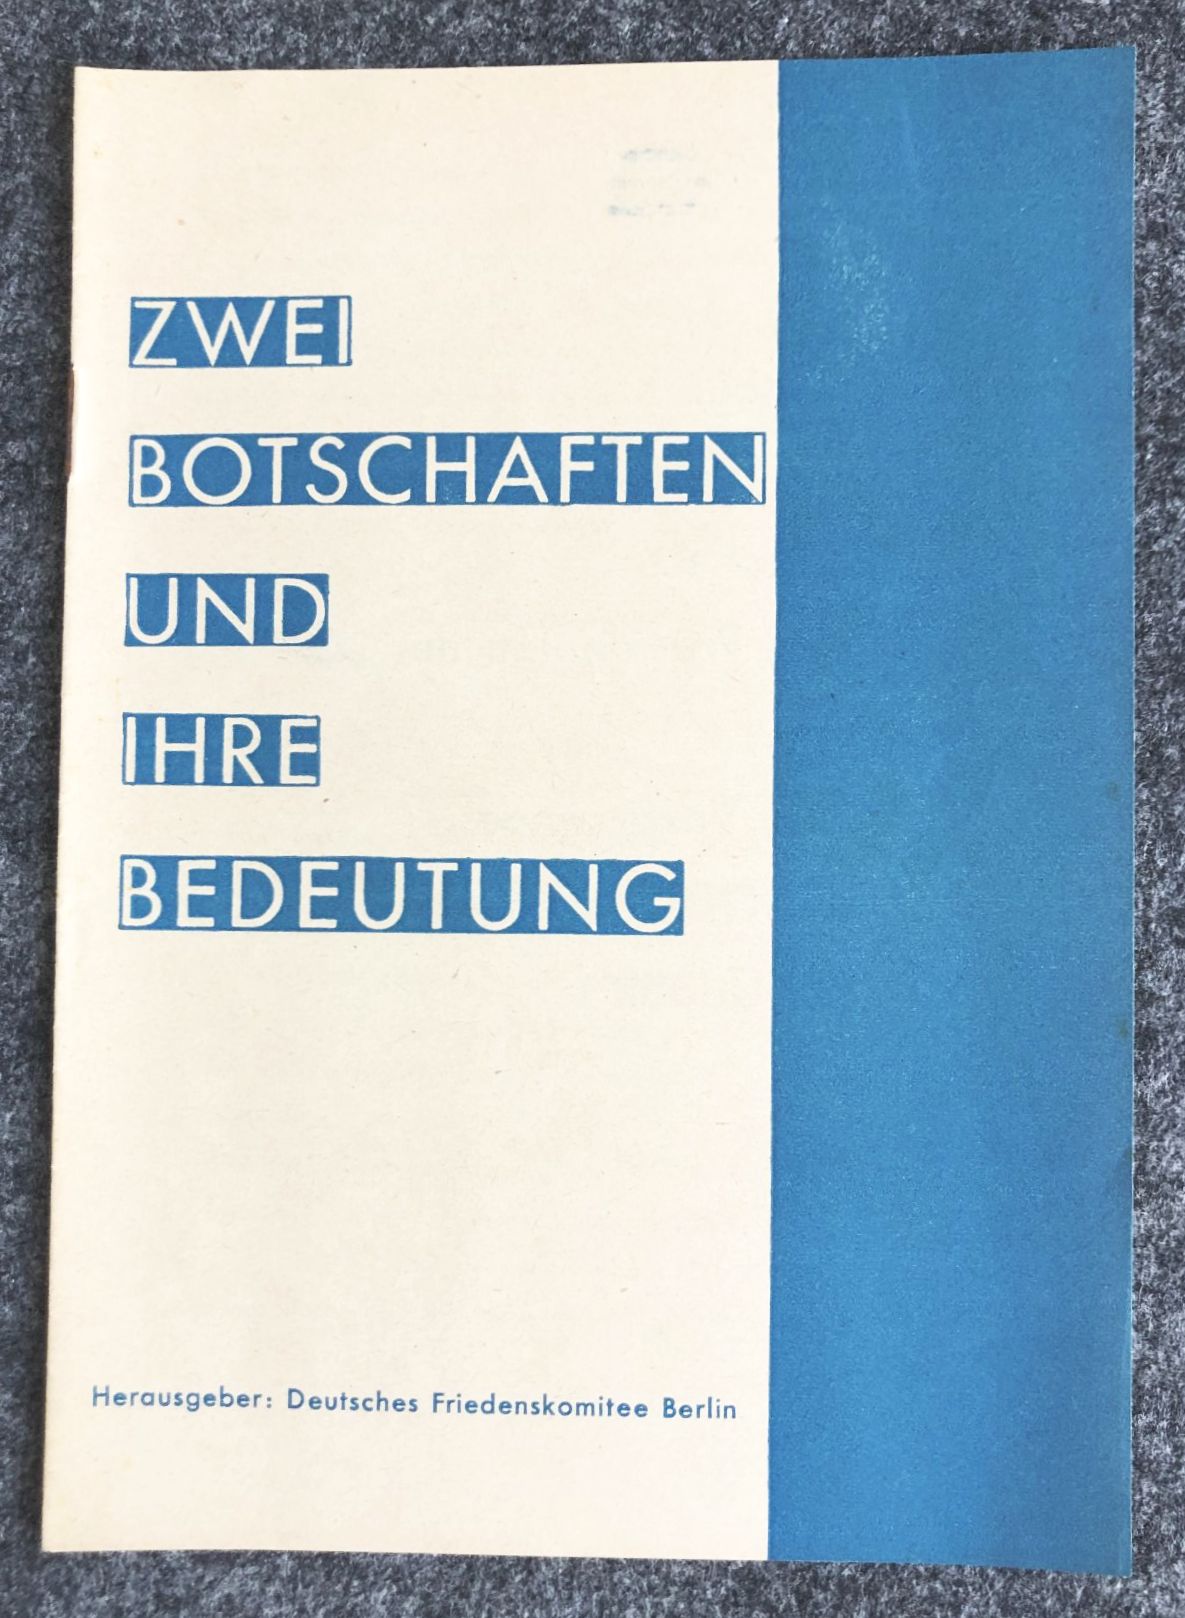 ZWEI
BOTSCHAFTEN
UND
IHRE
BEDEUTUNG
Herausgeber: Deutsches Friedenskomitee Berlin